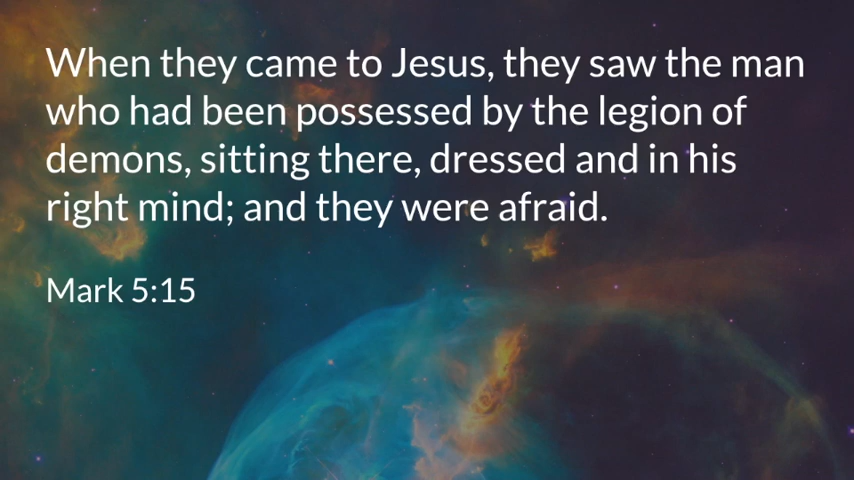 When they came to Jesus, they saw the man
who had been possessed by the legion of
demons, sitting there, dressed and in his
right mind; and they were afraid.
Mark 5:15